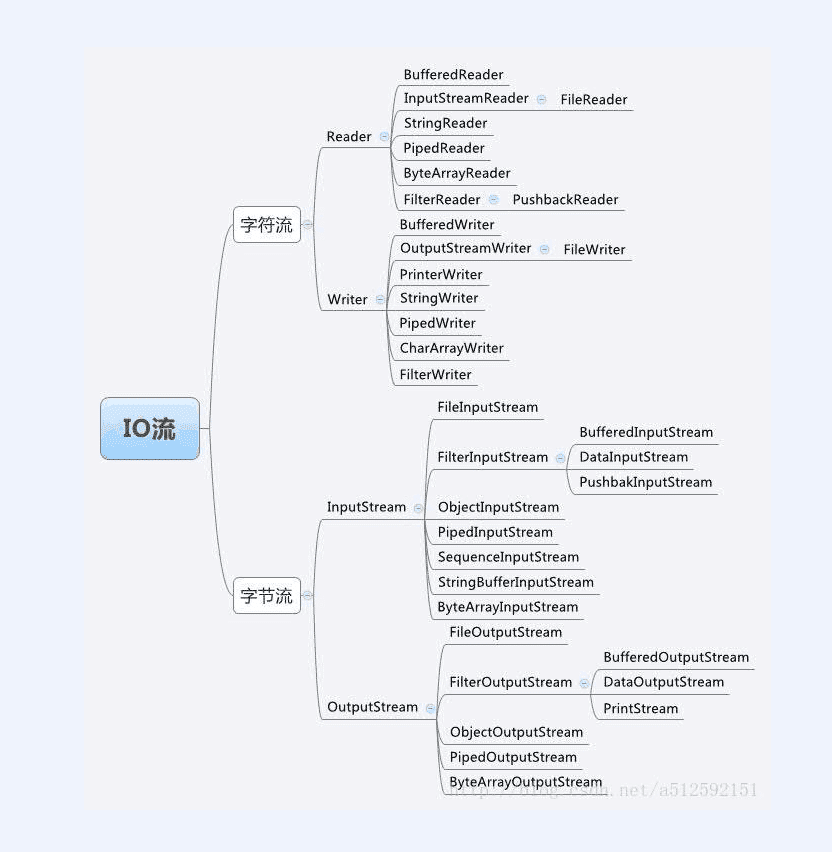 IO流
字符流
Reader
BufferedReader
InputStreamReader
FileReader
StringReader
PipedReader
ByteArrayReader
FilterReader
PushbackReader
Writer
BufferedWriter
OutputStreamWriter
FileWriter
PrinterWriter
StringWriter
PipedWriter
CharArrayWriter
FilterWriter
字节流
InputStream
FileInputStream
FilterInputStream
BufferedInputStream
DataInputStream
PushbakInputStream
ObjectInputStream
PipedInputStream
SequenceInputStream
StringBufferInputStream
ByteArrayInputStream
OutputStream
FileOutputStream
FilterOutputStream
BufferedOutputStream
DataOutputStream
PrintStream
ObjectOutputStream
PipedOutputStream
ByteArrayOutputStream
http://blog.csdn.net/a512592151